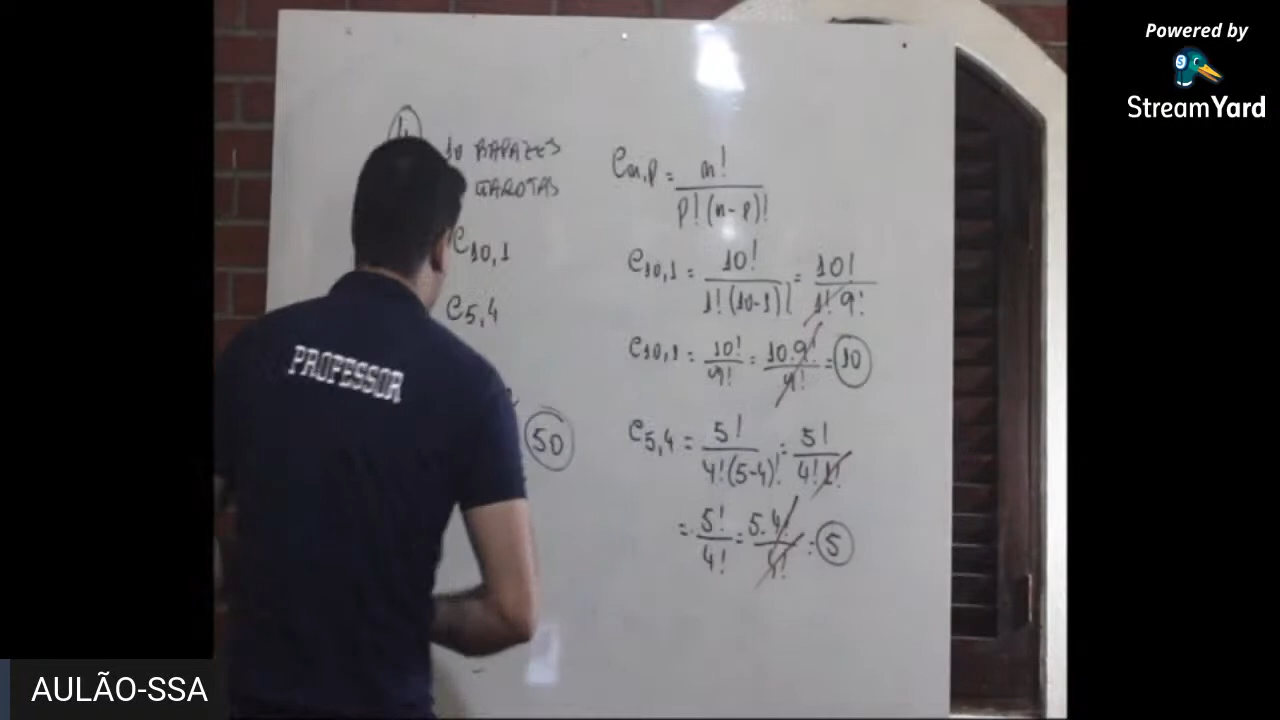 10 RAPAZES
GAROTAS
C10,1
C5,4
50
Cn,p = n! / p!(n-p)!
C10,1 = 10! / 1!(10-1)! = 10! / 1! 9!
C10,1 = 10! / 9! = 10.9! / 9! = 10
C5,4 = 5! / 4!(5-4)! = 5! / 4! 1!
= 5! / 4! = 5.4! / 4! = 5
PROFESSOR
Powered by
StreamYard
AULÃO-SSA